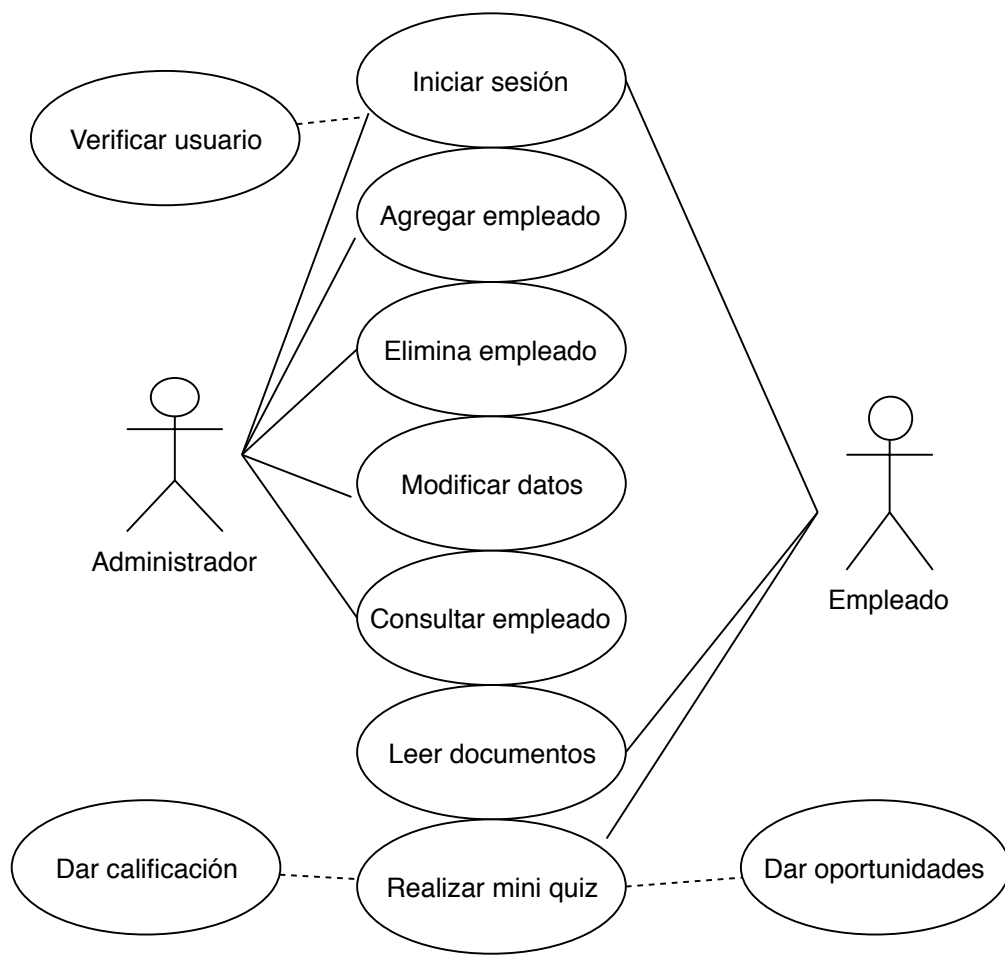 Iniciar sesión
Verificar usuario
Agregar empleado
Elimina empleado
Modificar datos
Administrador
Empleado
Consultar empleado
Leer documentos
Dar calificación
Realizar mini quiz
Dar oportunidades